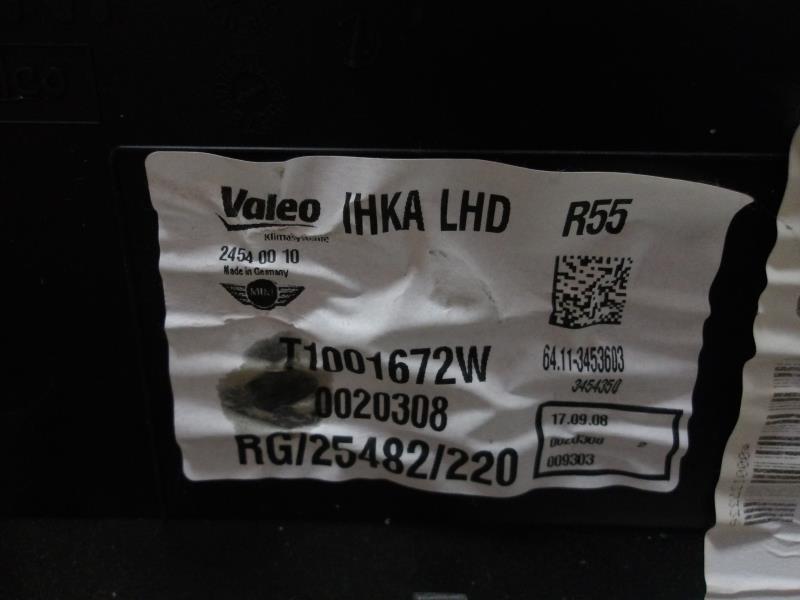 Valeo IHKA LHD R55
Klimasysteme
2454 00 10
Made in Germany
MINI
T1001672W
64.11-3453603
3454350
0020308
RG/25482/220
17.09.08
0020308
009303